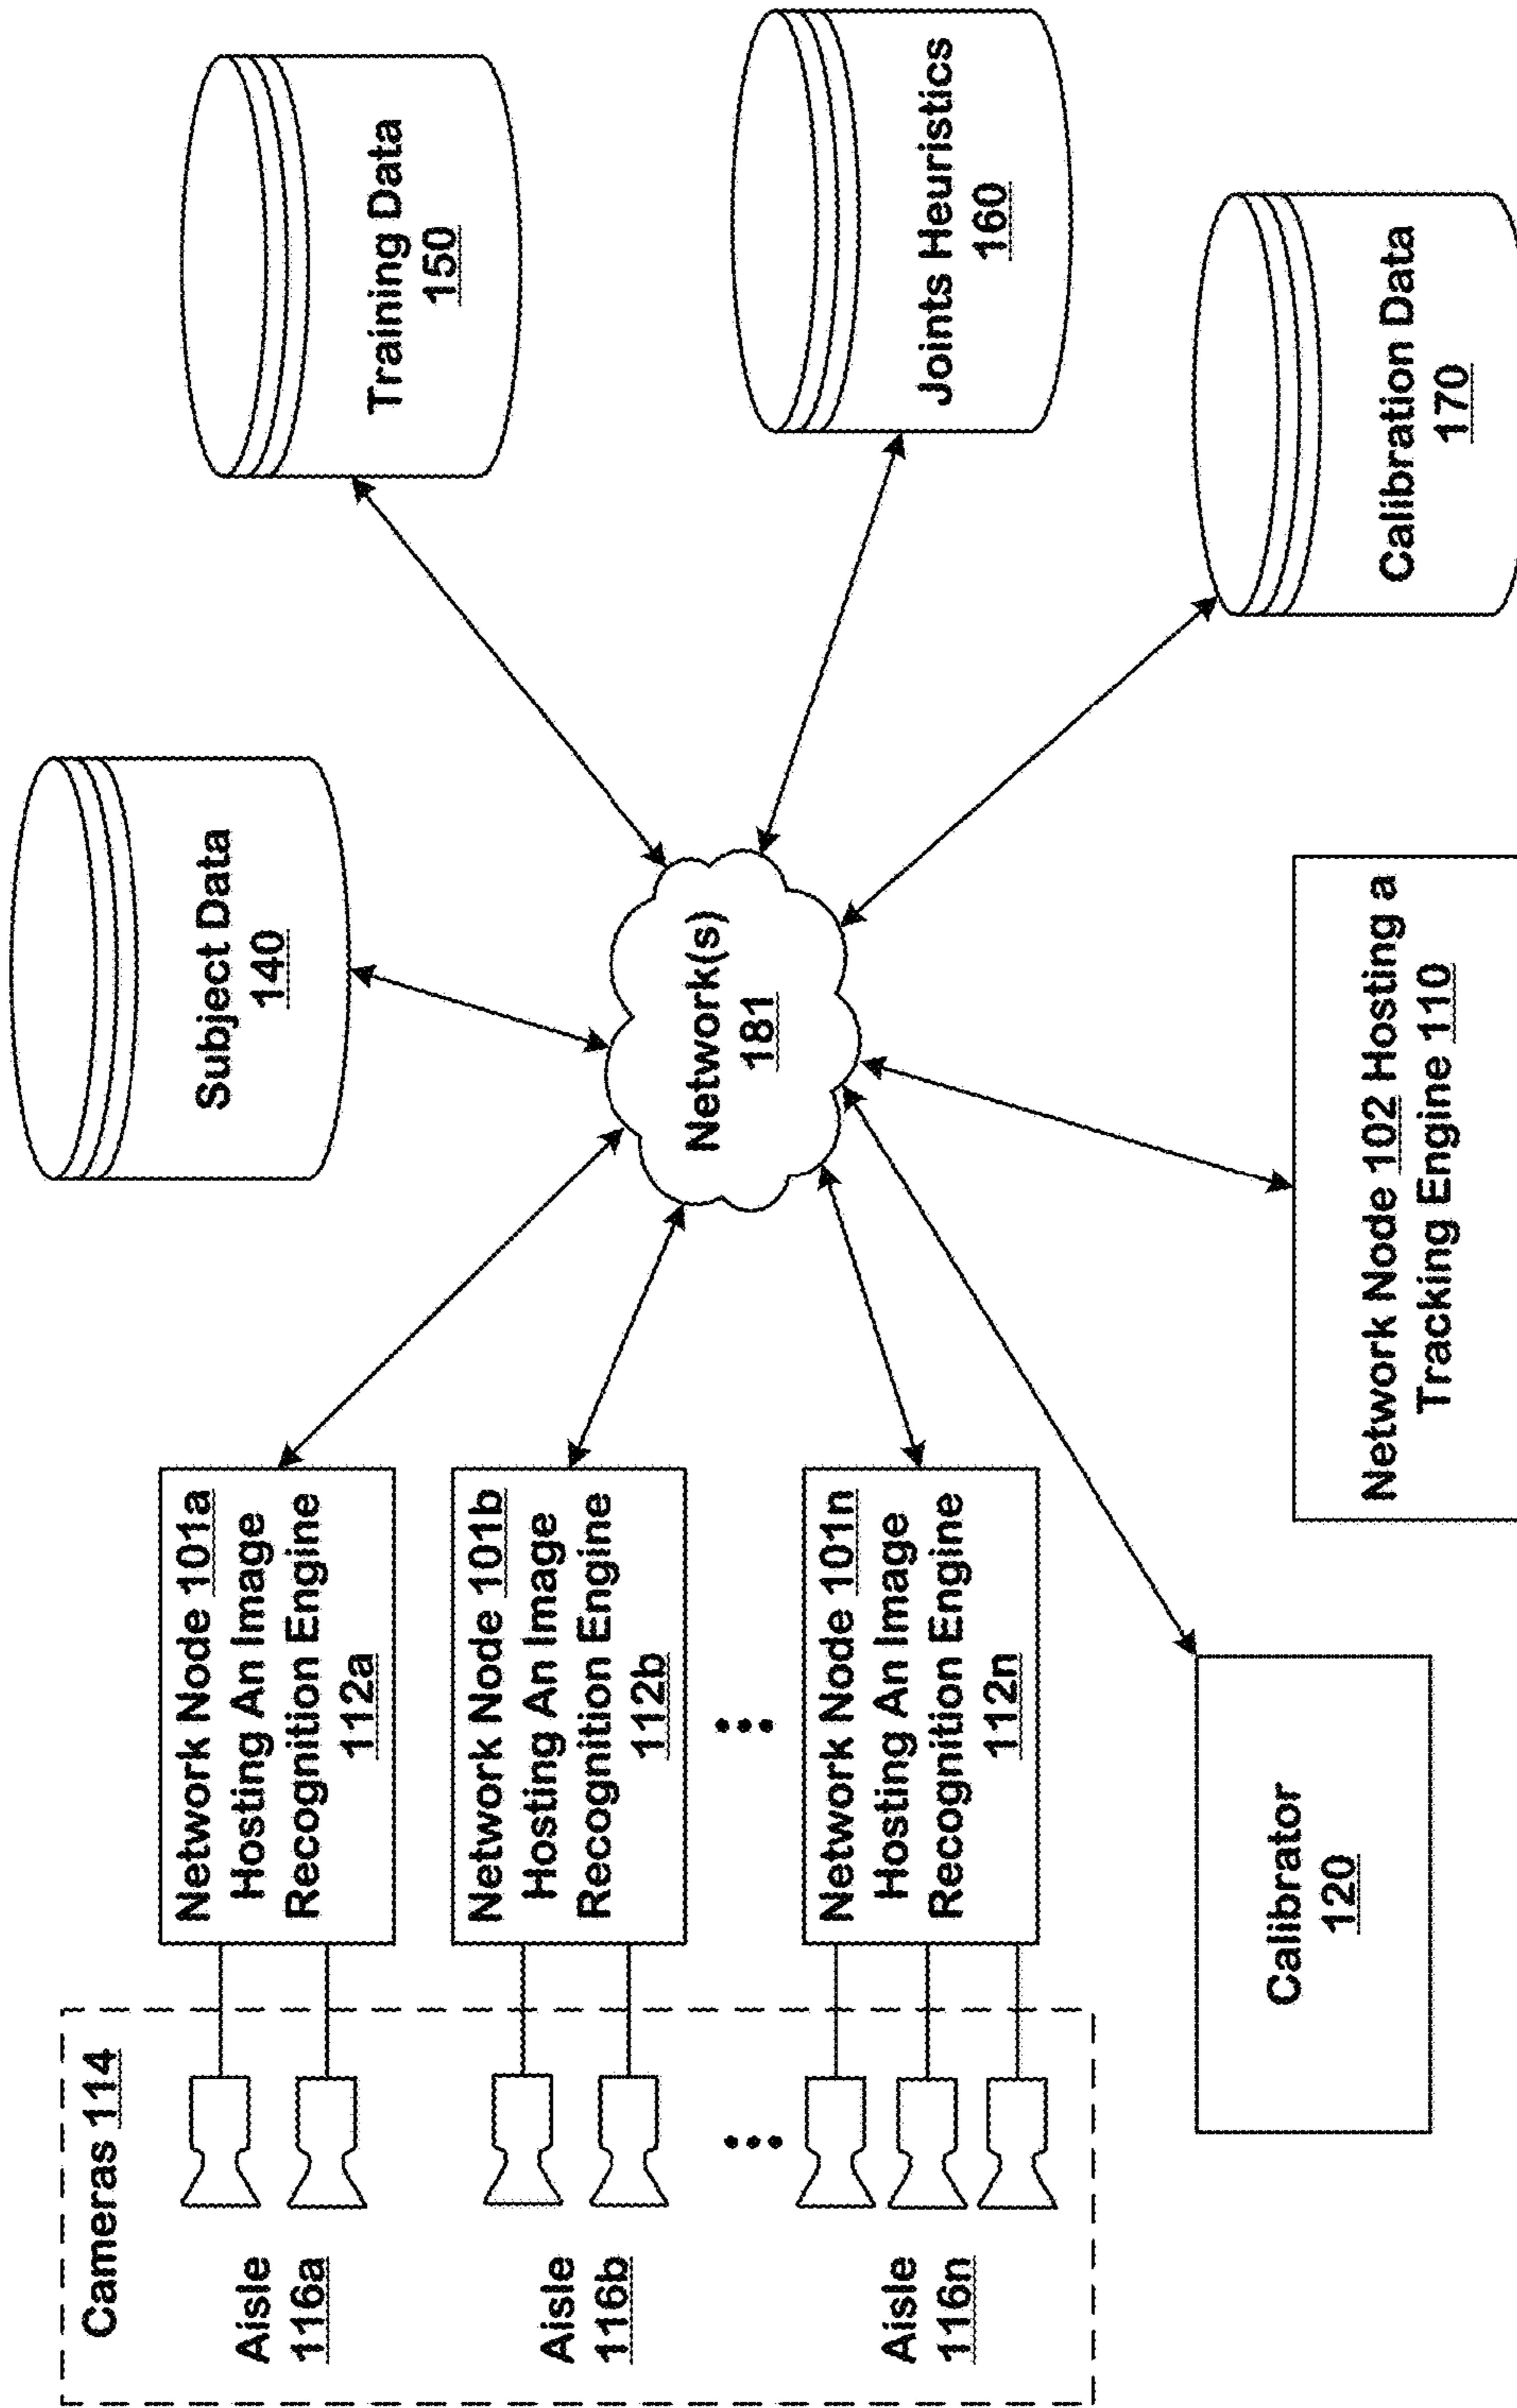 Cameras 114
Aisle
116a
Aisle
116b
Aisle
116n
Network Node 101a
Hosting An Image
Recognition Engine
112a
Network Node 101b
Hosting An Image
Recognition Engine
112b
Network Node 101n
Hosting An Image
Recognition Engine
112n
Calibrator
120
Subject Data
140
Network(s)
181
Network Node 102 Hosting a
Tracking Engine 110
Training Data
150
Joints Heuristics
160
Calibration Data
170